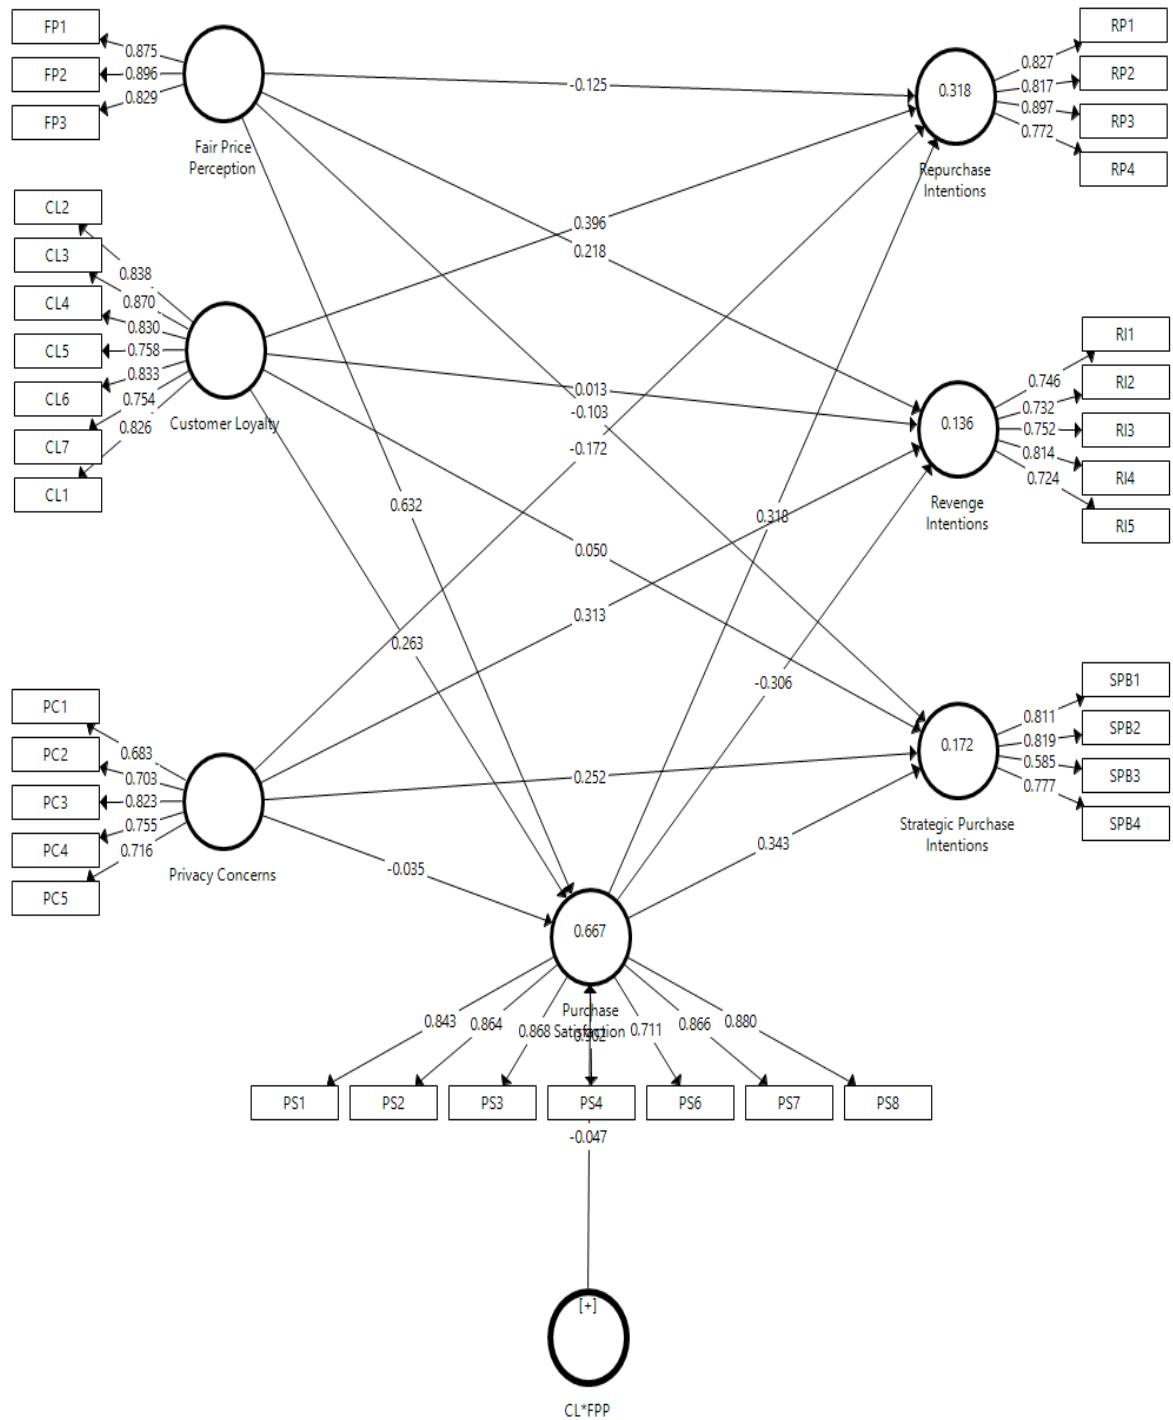 FP1
0.875
FP2
0.896
FP3
0.829
Fair Price
Perception
-0.125
0.318
Repurchase
Intentions
RP1
0.827
RP2
0.817
RP3
0.897
RP4
0.772
CL2
0.838
CL3
0.870
CL4
0.830
CL5
0.758
CL6
0.833
CL7
0.754
CL1
0.826
Customer Loyalty
0.396
0.218
0.013
-0.103
-0.172
0.632
0.318
0.050
0.313
0.263
-0.306
0.136
Revenge
Intentions
RI1
0.746
RI2
0.732
RI3
0.752
RI4
0.814
RI5
0.724
PC1
0.683
PC2
0.703
PC3
0.823
PC4
0.755
PC5
0.716
Privacy Concerns
0.252
-0.035
0.343
0.172
Strategic Purchase
Intentions
SPB1
0.811
SPB2
0.819
SPB3
0.585
SPB4
0.777
0.667
Purchase
Satisfaction
0.843
0.864
0.868
0.711
0.866
0.880
PS1
PS2
PS3
PS4
PS6
PS7
PS8
-0.047
[+]
CL*FPP